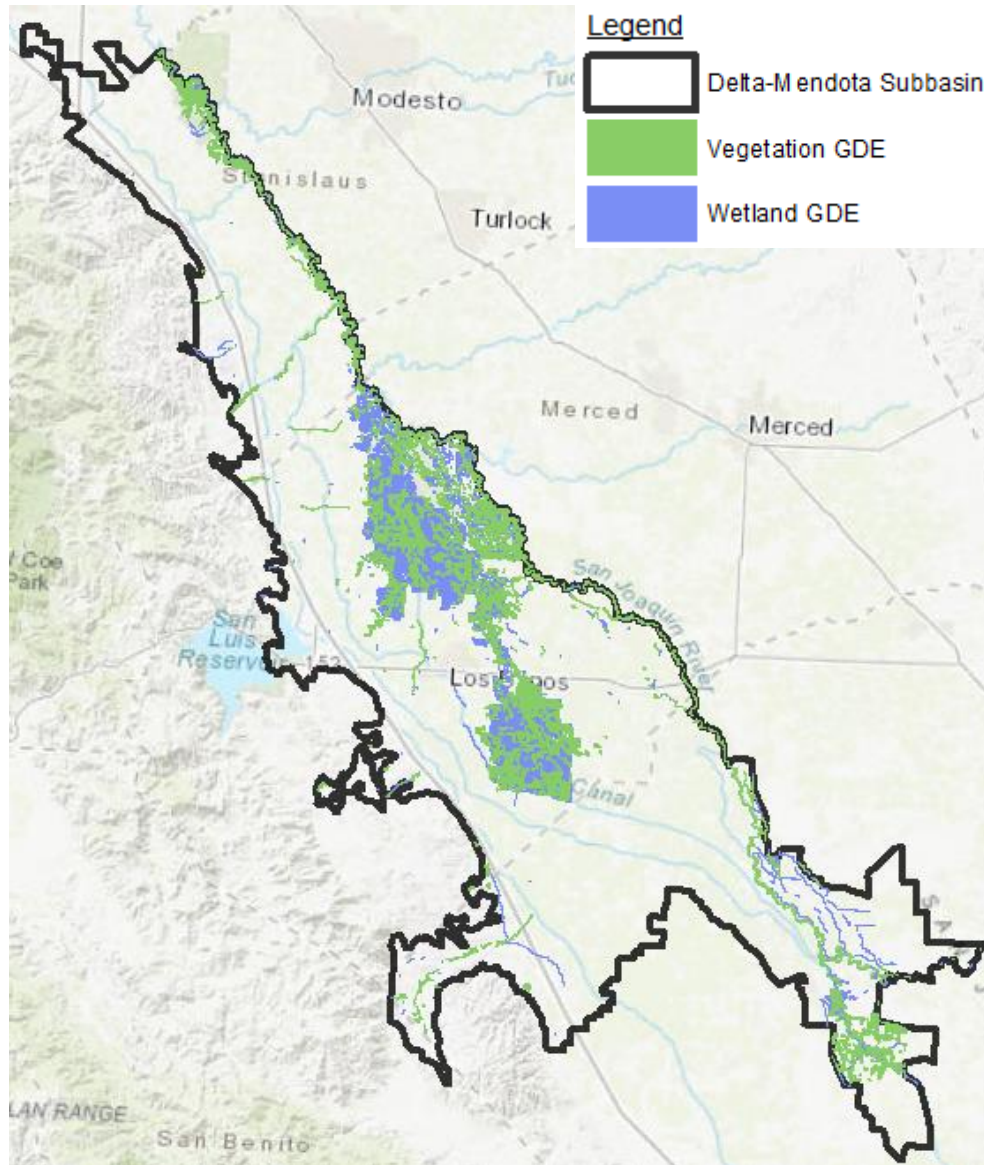 Legend
Delta-Mendota Subbasin
Vegetation GDE
Wetland GDE
Modesto
Stanislaus
Turlock
Merced
Merced
Coe
Park
San Joaquin River
San
Luis
Reservoir
152
Los Banos
Canal
S A
LAN RANGE
San Benito